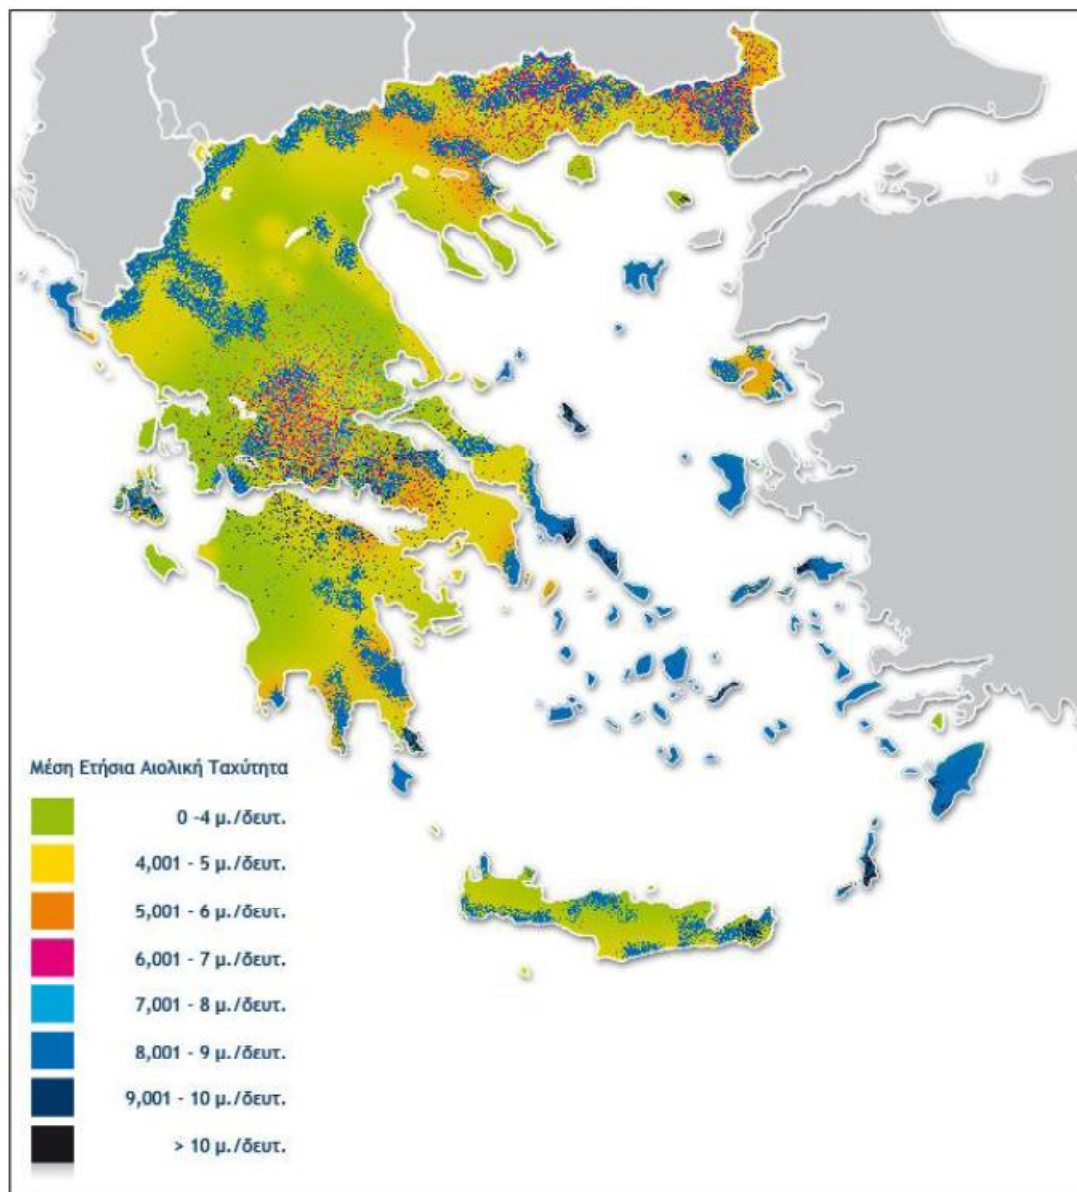 Μέση Ετήσια Αιολική Ταχύτητα
0 -4 μ./δευτ.
4,001 - 5 μ./δευτ.
5,001 - 6 μ./δευτ.
6,001 - 7 μ./δευτ.
7,001 - 8 μ./δευτ.
8,001 - 9 μ./δευτ.
9,001 - 10 μ./δευτ.
> 10 μ./δευτ.